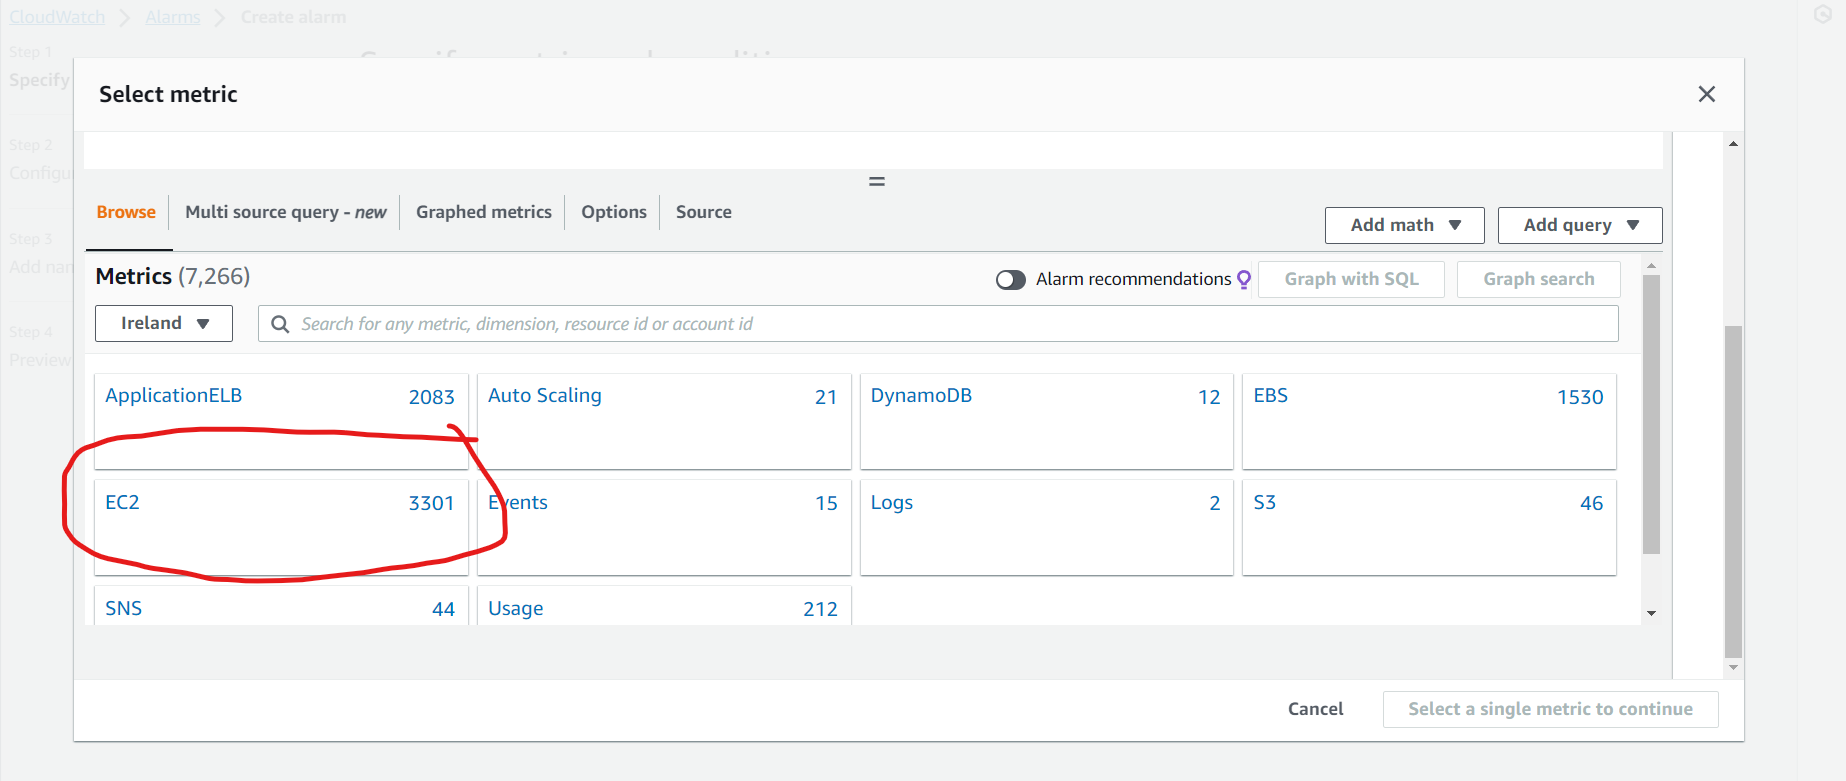 CloudWatch > Alarms > Create alarm
Step 1
Specify
Step 2
Step 3
Step 4
Preview
Select metric
Browse
Multi source query - new
Graphed metrics
Options
Source
Add math
Add query
Metrics (7,266)
Alarm recommendations
Graph with SQL
Graph search
Ireland
Search for any metric, dimension, resource id or account id
ApplicationELB 2083
Auto Scaling 21
DynamoDB 12
EBS 1530
EC2 3301
Events 15
Logs 2
S3 46
SNS 44
Usage 212
Cancel
Select a single metric to continue